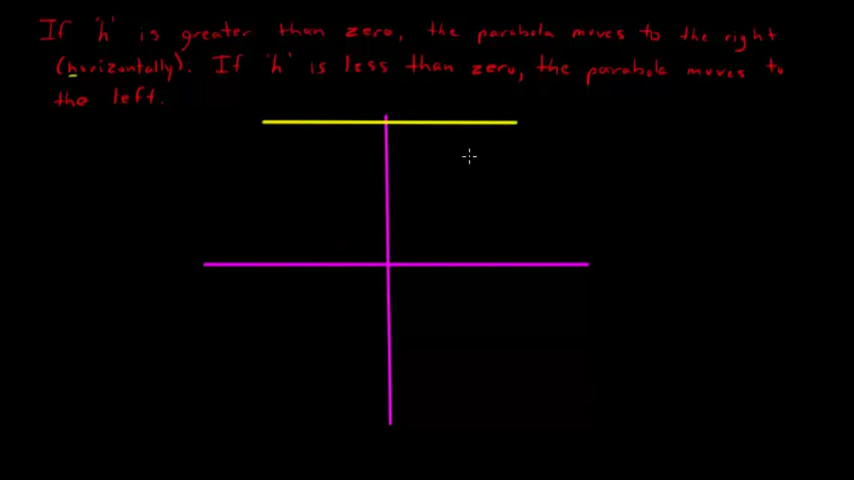 If 'h' is greater than zero, the parabola moves to the right
(horizontally). If 'h' is less than zero, the parabola moves to
the left.